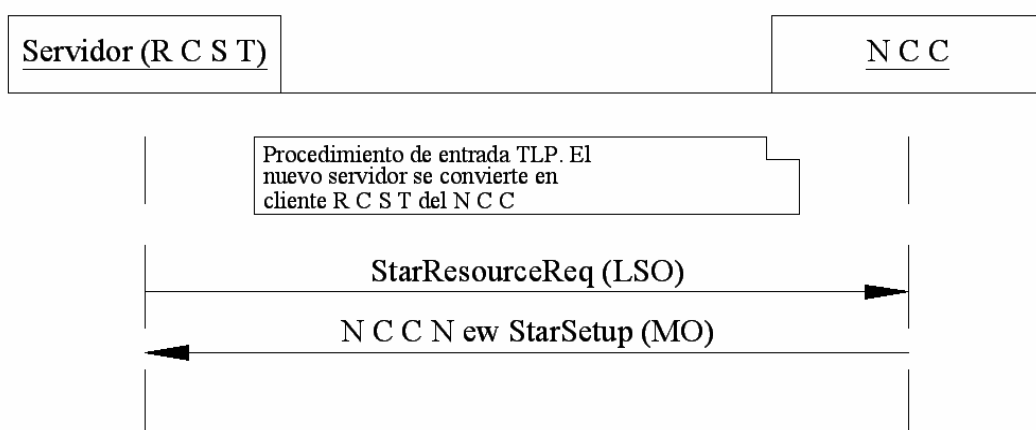 Servidor (R C S T)
N C C
Procedimiento de entrada TLP. El
nuevo servidor se convierte en
cliente R C S T del N C C
StarResourceReq (LSO)
N C C N ew StarSetup (MO)